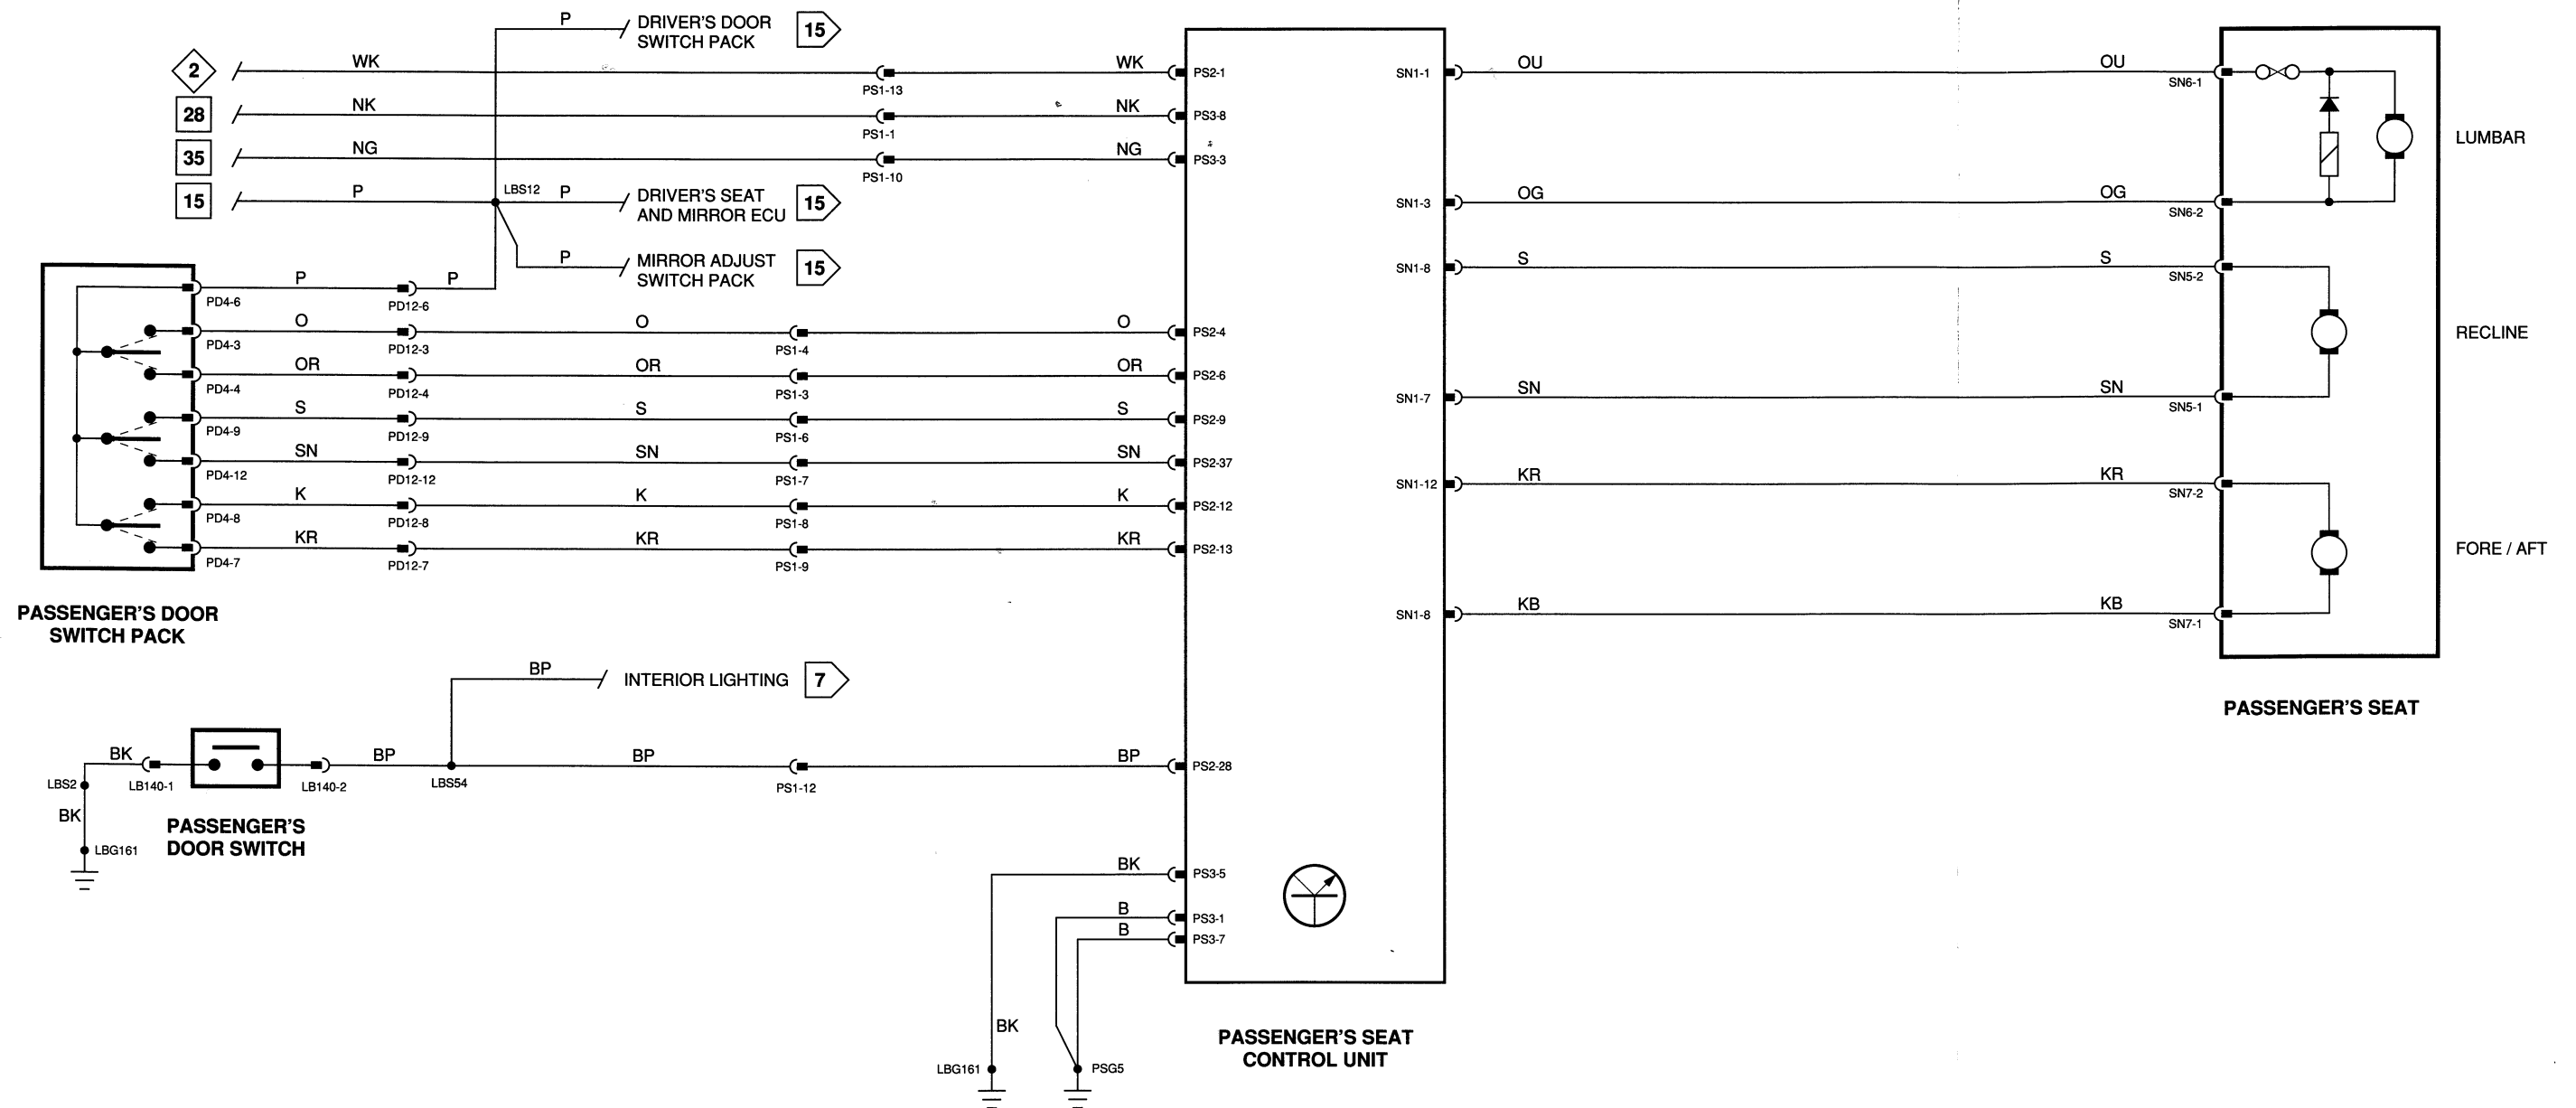 P
DRIVER'S DOOR
SWITCH PACK
15
2
WK
PS1-13
WK
PS2-1
28
NK
PS1-1
NK
PS3-8
35
NG
PS1-10
NG
PS3-3
15
P
LBS12
P
DRIVER'S SEAT
AND MIRROR ECU
15
P
MIRROR ADJUST
SWITCH PACK
15
PD4-6
P
PD12-6
P
PD4-3
O
PD12-3
O
PS1-4
O
PS2-4
PD4-4
OR
PD12-4
OR
PS1-3
OR
PS2-6
PD4-9
S
PD12-9
S
PS1-6
S
PS2-9
PD4-12
SN
PD12-12
SN
PS1-7
SN
PS2-37
PD4-8
K
PD12-8
K
PS1-8
K
PS2-12
PD4-7
KR
PD12-7
KR
PS1-9
KR
PS2-13
PASSENGER'S DOOR
SWITCH PACK
BP
INTERIOR LIGHTING
7
LBS2
BK
LB140-1
LB140-2
BP
LBS54
BP
PS1-12
BP
PS2-28
BK
LBG161
PASSENGER'S
DOOR SWITCH
BK
PS3-5
B
PS3-1
B
PS3-7
BK
LBG161
PSG5
PASSENGER'S SEAT
CONTROL UNIT
SN1-1
OU
OU
SN6-1
LUMBAR
SN1-3
OG
OG
SN6-2
SN1-8
S
S
SN5-2
RECLINE
SN1-7
SN
SN
SN5-1
SN1-12
KR
KR
SN7-2
FORE / AFT
SN1-8
KB
KB
SN7-1
PASSENGER'S SEAT